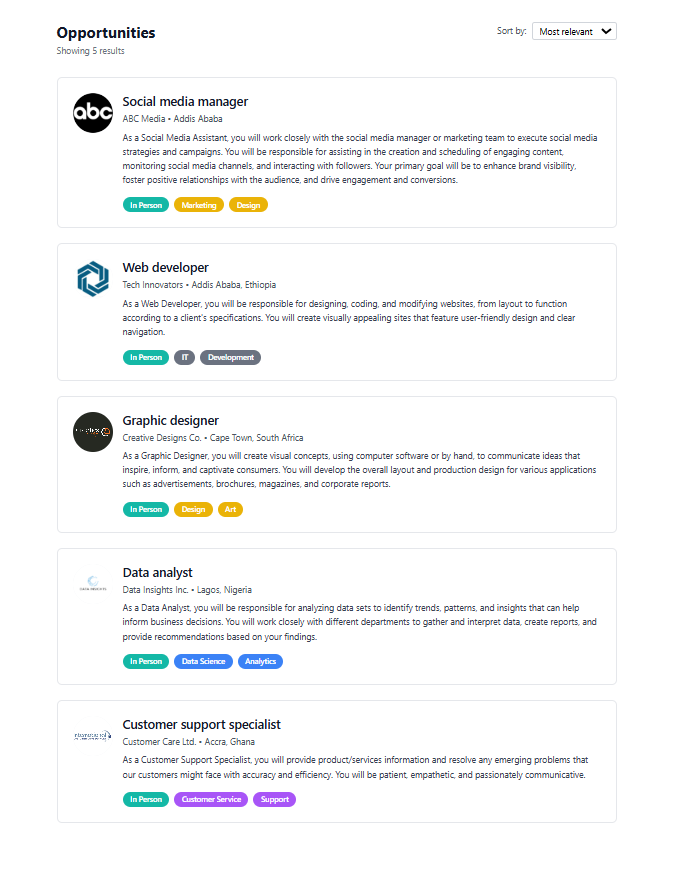 Opportunities
Showing 5 results
Sort by:
Most relevant
abc
Social media manager
ABC Media • Addis Ababa
As a Social Media Assistant, you will work closely with the social media manager or marketing team to execute social media
strategies and campaigns. You will be responsible for assisting in the creation and scheduling of engaging content,
monitoring social media channels, and interacting with followers. Your primary goal will be to enhance brand visibility,
foster positive relationships with the audience, and drive engagement and conversions.
In Person Marketing Design
Web developer
Tech Innovators • Addis Ababa, Ethiopia
As a Web Developer, you will be responsible for designing, coding, and modifying websites, from layout to function
according to a client's specifications. You will create visually appealing sites that feature user-friendly design and clear
navigation.
In Person IT Development
Graphic designer
Creative Designs Co. • Cape Town, South Africa
As a Graphic Designer, you will create visual concepts, using computer software or by hand, to communicate ideas that
inspire, inform, and captivate consumers. You will develop the overall layout and production design for various applications
such as advertisements, brochures, magazines, and corporate reports.
In Person Design Art
Data analyst
Data Insights Inc. • Lagos, Nigeria
As a Data Analyst, you will be responsible for analyzing data sets to identify trends, patterns, and insights that can help
inform business decisions. You will work closely with different departments to gather and interpret data, create reports, and
provide recommendations based on your findings.
In Person Data Science Analytics
Customer support specialist
Customer Care Ltd. • Accra, Ghana
As a Customer Support Specialist, you will provide product/services information and resolve any emerging problems that
our customers might face with accuracy and efficiency. You will be patient, empathetic, and passionately communicative.
In Person Customer Service Support